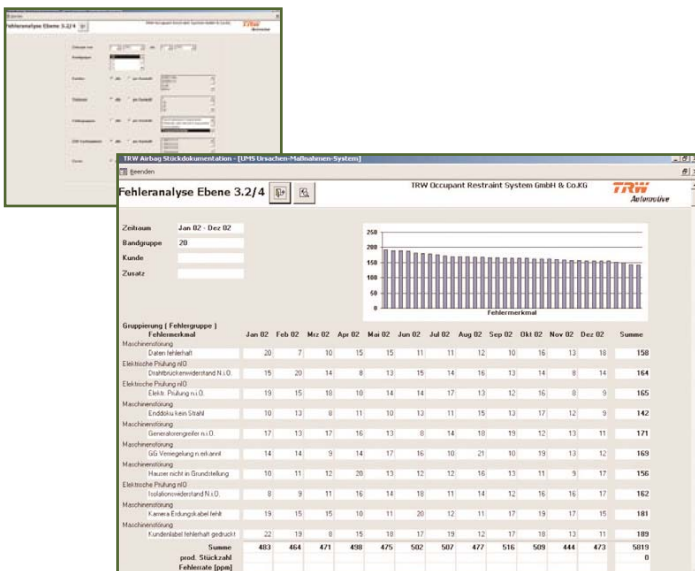 Fehleranalyse Ebene 3.2/4
TRW Occupant Restraint System GmbH & Co.KG
TRW
Automotive
alle
alle
alle
TRW Airbag Stückdokumentation - [UMS Ursachen-Maßnahmen-System]
Beenden
Fehleranalyse Ebene 3.2/4
TRW Occupant Restraint System GmbH & Co.KG
TRW
Automotive
Zeitraum Jan 02 - Dez 02
Bandgruppe 20
Kunde
Zusatz
250
200
150
100
50
0
Fehlermerkmal
Gruppierung ( Fehlergruppe )
Fehlermerkmal Jan 02 Feb 02 Mrz 02 Apr 02 Mai 02 Jun 02 Jul 02 Aug 02 Sep 02 Okt 02 Nov 02 Dez 02 Summe
Maschinenstörung
Daten fehlerhaft 20 7 10 15 15 11 11 12 10 16 13 18 158
Elektrische Prüfung nIO
Drahtbrückenwiderstand N.i.O. 15 20 14 8 13 15 14 16 13 14 8 14 164
Elektrische Prüfung nIO
Elektr. Prüfung n.i.O. 19 15 18 10 14 14 17 13 12 16 8 9 165
Maschinenstörung
Enddoku kein Strahl 10 13 8 11 10 13 11 15 13 17 12 9 142
Maschinenstörung
Generatorengreifer n.i.O. 17 13 17 16 13 8 14 18 19 12 13 11 171
Maschinenstörung
GG Verriegelung n.erkannt 14 14 9 14 17 16 10 21 10 19 13 12 169
Maschinenstörung
Hauzer nicht in Grundstellung 10 11 12 20 13 12 12 16 13 11 9 17 156
Elektrische Prüfung nIO
Isolationswiderstand N.i.O. 8 9 11 16 14 18 11 14 12 16 16 17 162
Maschinenstörung
Kamera Erdungskabel fehlt 19 15 15 10 11 20 12 11 17 19 17 15 181
Maschinenstörung
Kundenlabel fehlerhaft gedruckt 22 19 8 15 18 17 19 12 17 18 13 11 189
Summe 483 464 471 498 475 502 507 477 516 509 444 473 5819
prod. Stückzahl 0
Fehlerrate [ppm]